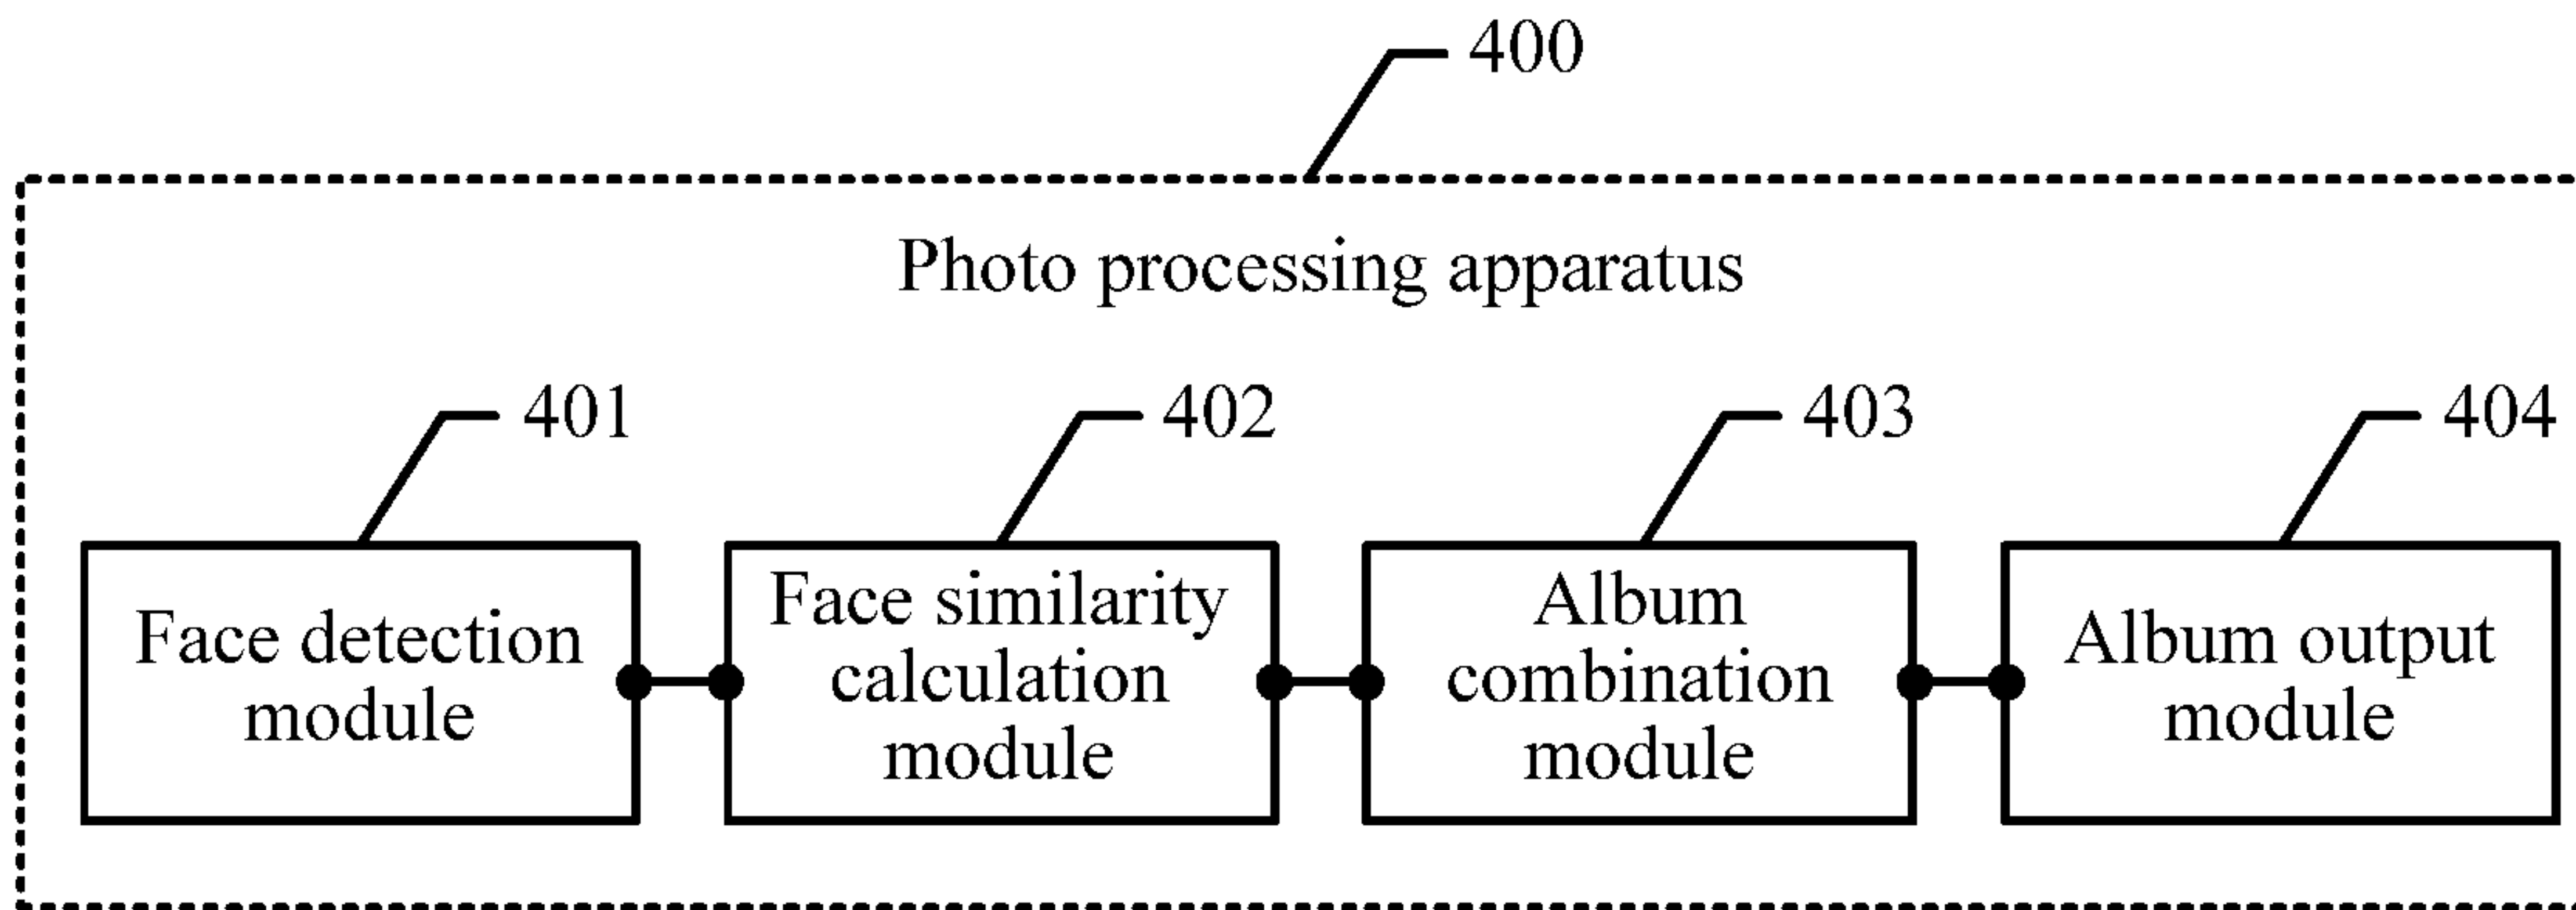 400
Photo processing apparatus
401
402
403
404
Face detection
module
Face similarity
calculation
module
Album
combination
module
Album output
module